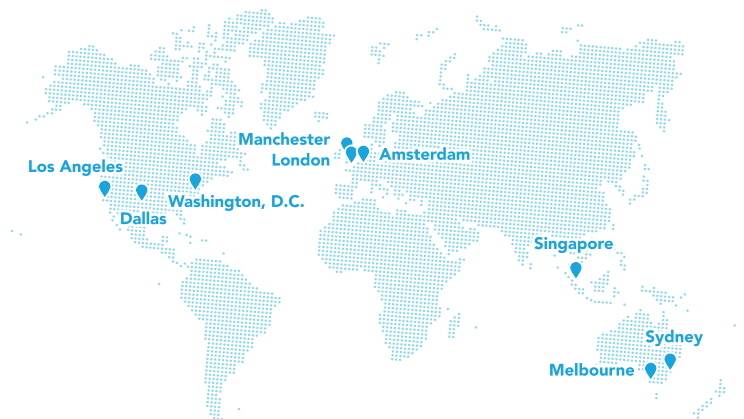 Manchester
London
Amsterdam
Los Angeles
Washington, D.C.
Dallas
Singapore
Sydney
Melbourne